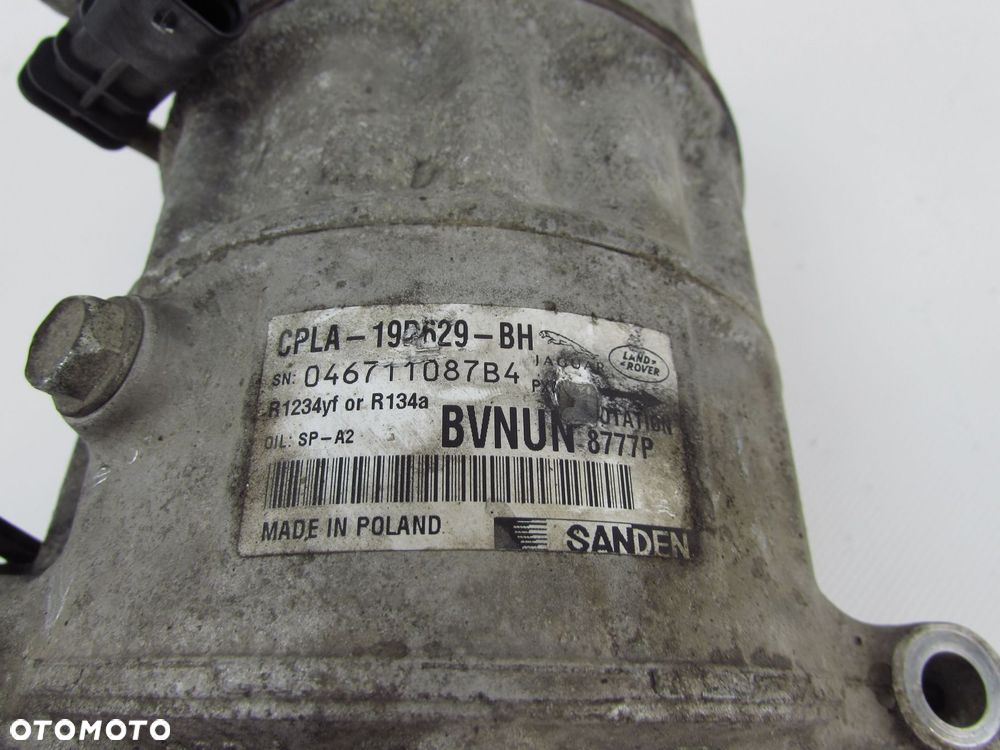 CPLA-19D629-BH
JAGUAR
LAND ROVER
SN: 046711087B4
R1234yf or R134a
OIL: SP-A2
BVNUN
8777P
MADE IN POLAND
SANDEN
OTOMOTO